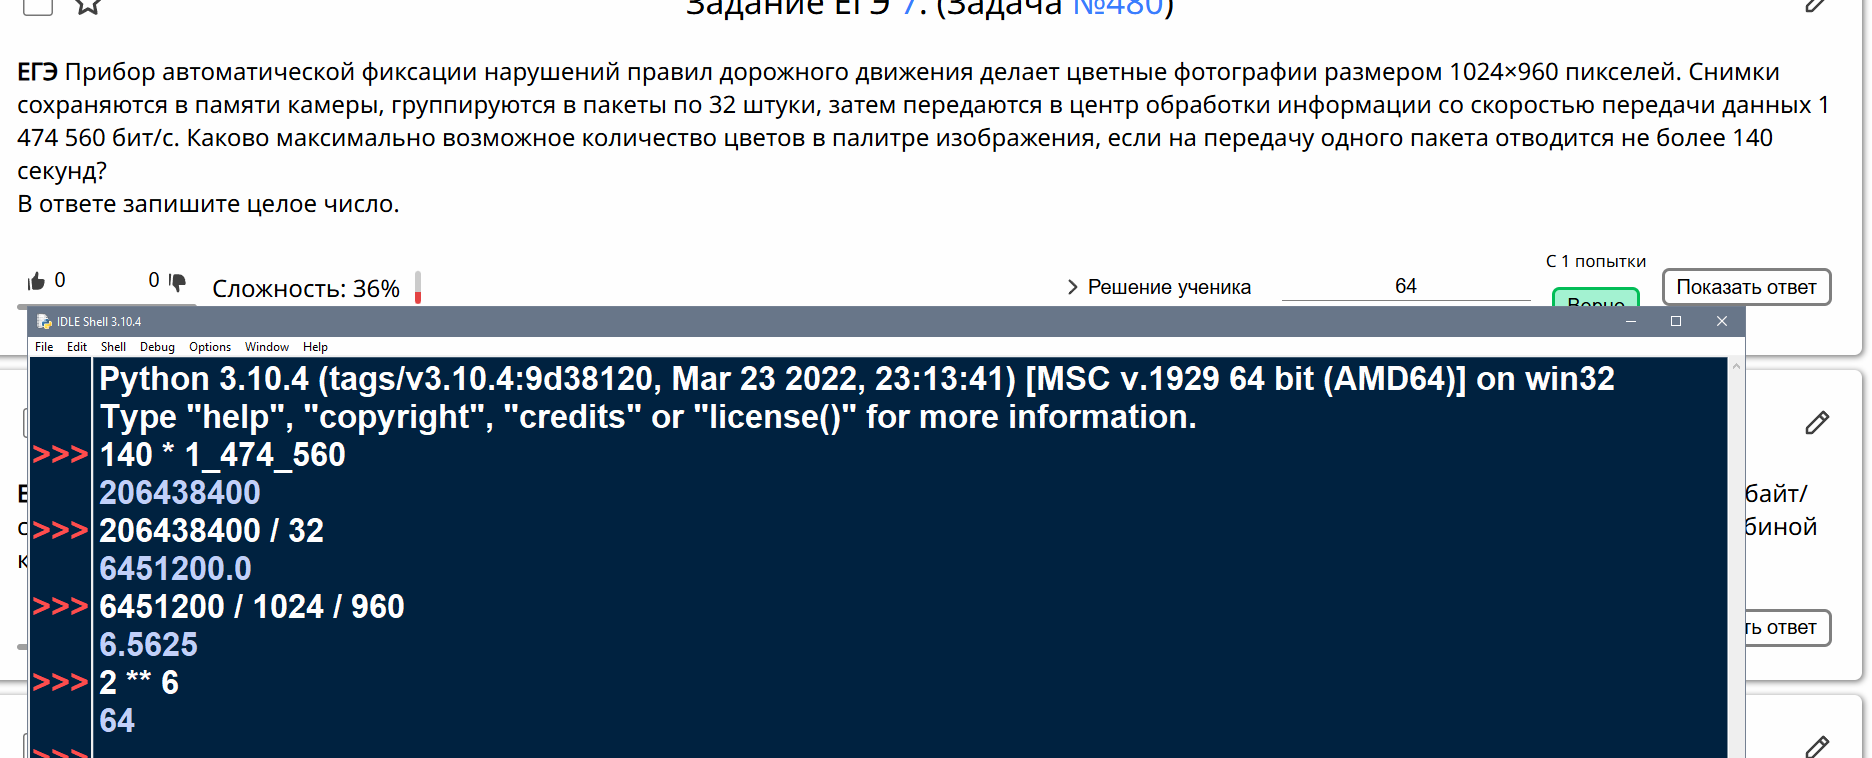 Задание ЕГЭ 7. (Задача №480)
ЕГЭ Прибор автоматической фиксации нарушений правил дорожного движения делает цветные фотографии размером 1024×960 пикселей. Снимки
сохраняются в памяти камеры, группируются в пакеты по 32 штуки, затем передаются в центр обработки информации со скоростью передачи данных 1
474 560 бит/с. Каково максимально возможное количество цветов в палитре изображения, если на передачу одного пакета отводится не более 140
секунд?
В ответе запишите целое число.
С 1 попытки
0 0 Сложность: 36% Решение ученика 64 Верно Показать ответ
IDLE Shell 3.10.4
File Edit Shell Debug Options Window Help
Python 3.10.4 (tags/v3.10.4:9d38120, Mar 23 2022, 23:13:41) [MSC v.1929 64 bit (AMD64)] on win32
Type "help", "copyright", "credits" or "license()" for more information.
>>> 140 * 1_474_560
206438400
>>> 206438400 / 32
6451200.0
>>> 6451200 / 1024 / 960
6.5625
>>> 2 ** 6
64
>>>
байт/
биной
ть ответ